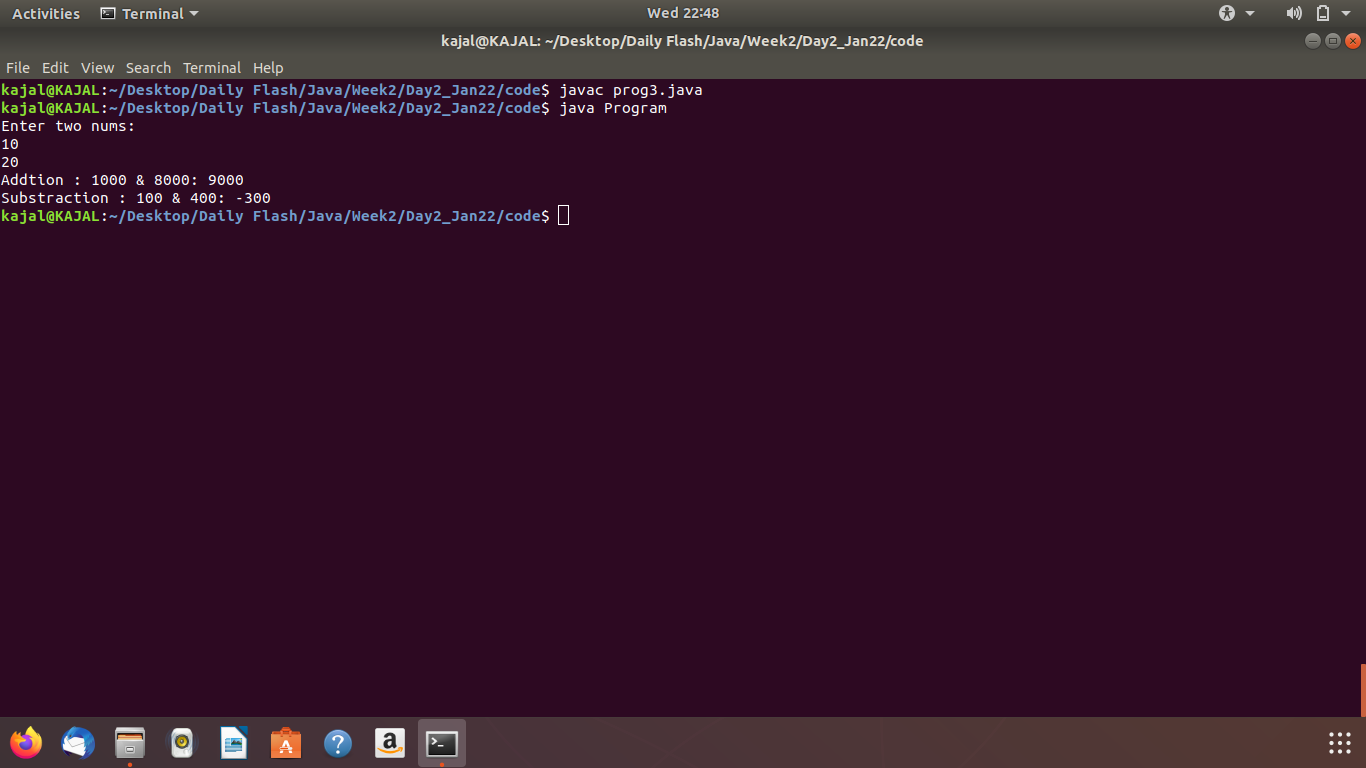 Activities Terminal Wed 22:48
kajal@KAJAL: ~/Desktop/Daily Flash/Java/Week2/Day2_Jan22/code
File Edit View Search Terminal Help
kajal@KAJAL:~/Desktop/Daily Flash/Java/Week2/Day2_Jan22/code$ javac prog3.java
kajal@KAJAL:~/Desktop/Daily Flash/Java/Week2/Day2_Jan22/code$ java Program
Enter two nums:
10
20
Addtion : 1000 & 8000: 9000
Substraction : 100 & 400: -300
kajal@KAJAL:~/Desktop/Daily Flash/Java/Week2/Day2_Jan22/code$